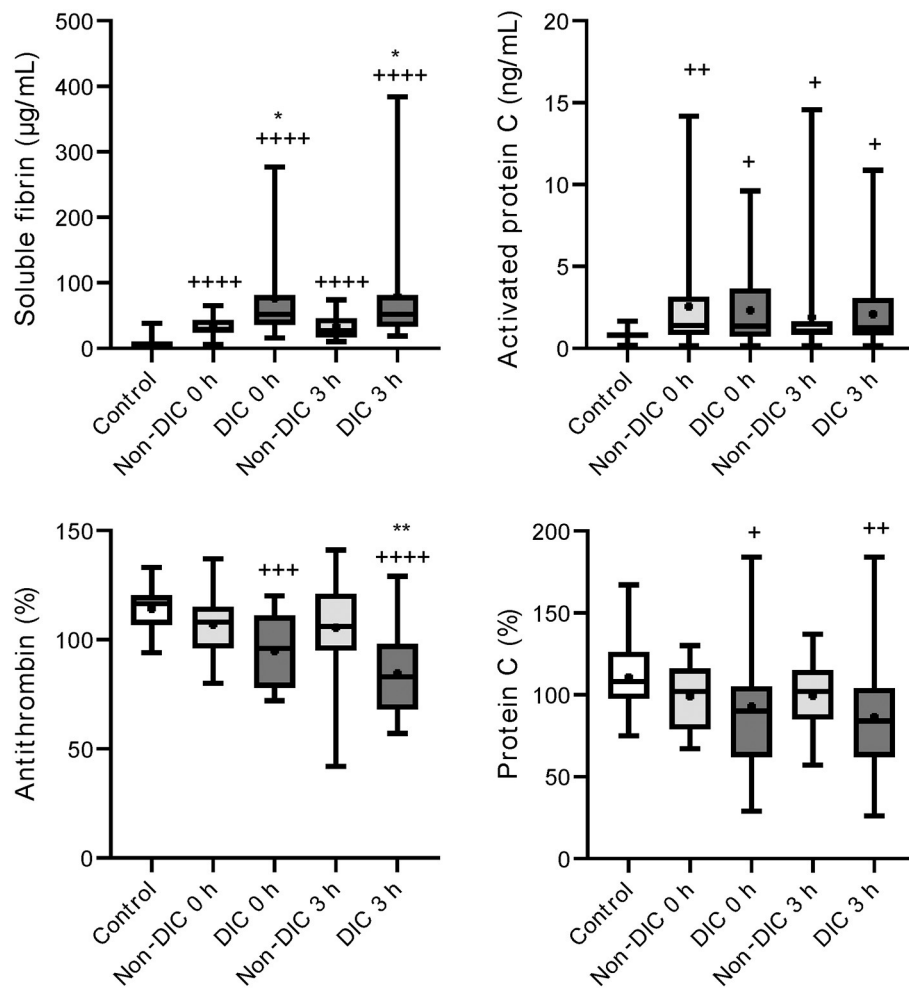 Soluble fibrin (µg/mL)
500
400
300
200
100
0
++++
*
++++
++++
*
++++
Control
Non-DIC 0 h
DIC 0 h
Non-DIC 3 h
DIC 3 h
Activated protein C (ng/mL)
20
15
10
5
0
++
+
+
+
Control
Non-DIC 0 h
DIC 0 h
Non-DIC 3 h
DIC 3 h
Antithrombin (%)
150
100
50
0
+++
**
++++
Control
Non-DIC 0 h
DIC 0 h
Non-DIC 3 h
DIC 3 h
Protein C (%)
200
150
100
50
0
+
++
Control
Non-DIC 0 h
DIC 0 h
Non-DIC 3 h
DIC 3 h